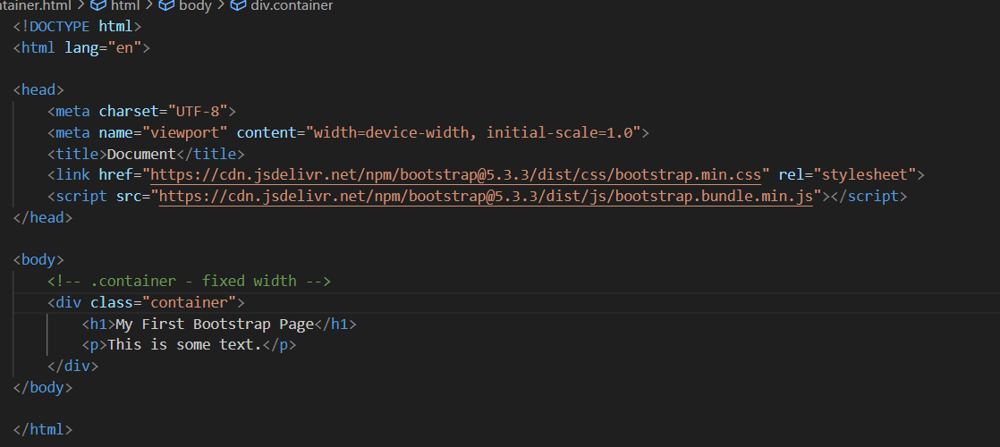 ntainer.html > html > body > div.container
<!DOCTYPE html>
<html lang="en">
<head>
<meta charset="UTF-8">
<meta name="viewport" content="width=device-width, initial-scale=1.0">
<title>Document</title>
<link href="https://cdn.jsdelivr.net/npm/bootstrap@5.3.3/dist/css/bootstrap.min.css" rel="stylesheet">
<script src="https://cdn.jsdelivr.net/npm/bootstrap@5.3.3/dist/js/bootstrap.bundle.min.js"></script>
</head>
<body>
<!-- .container - fixed width -->
<div class="container">
<h1>My First Bootstrap Page</h1>
<p>This is some text.</p>
</div>
</body>
</html>